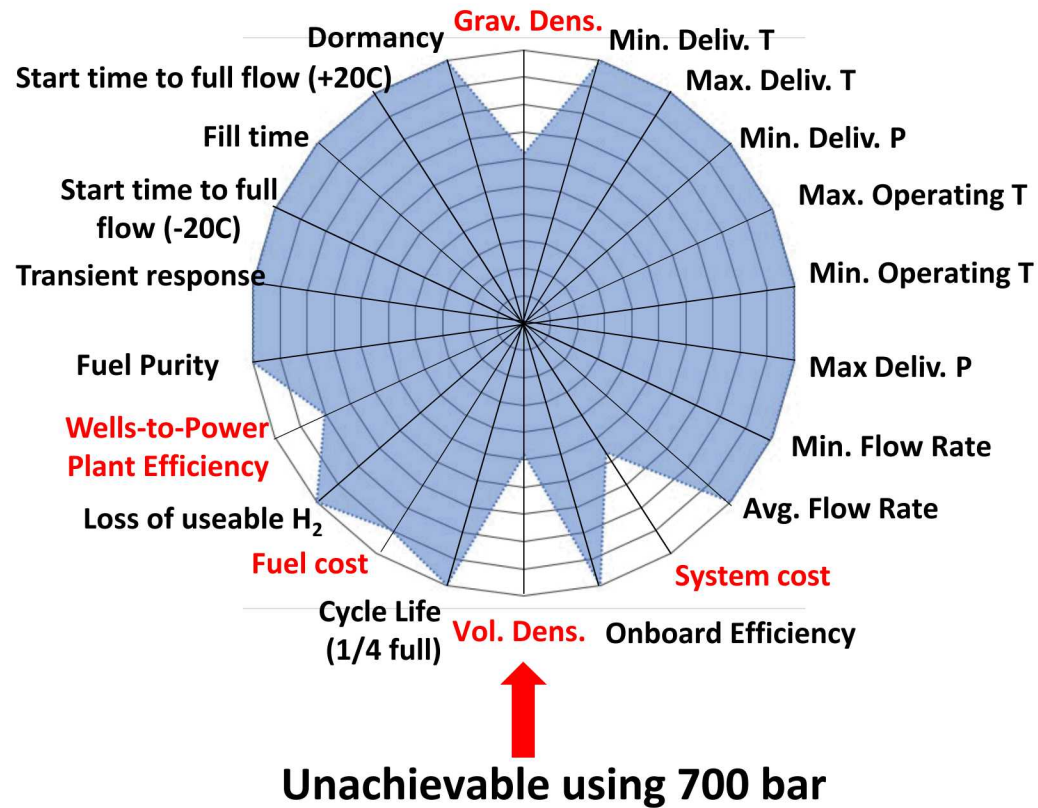 Grav. Dens.
Dormancy
Min. Deliv. T
Start time to full flow (+20C)
Max. Deliv. T
Fill time
Min. Deliv. P
Start time to full
flow (-20C)
Max. Operating T
Transient response
Min. Operating T
Fuel Purity
Max Deliv. P
Wells-to-Power
Plant Efficiency
Min. Flow Rate
Loss of useable H₂
Avg. Flow Rate
Fuel cost
System cost
Cycle Life
(1/4 full)
Vol. Dens.
Onboard Efficiency
Unachievable using 700 bar